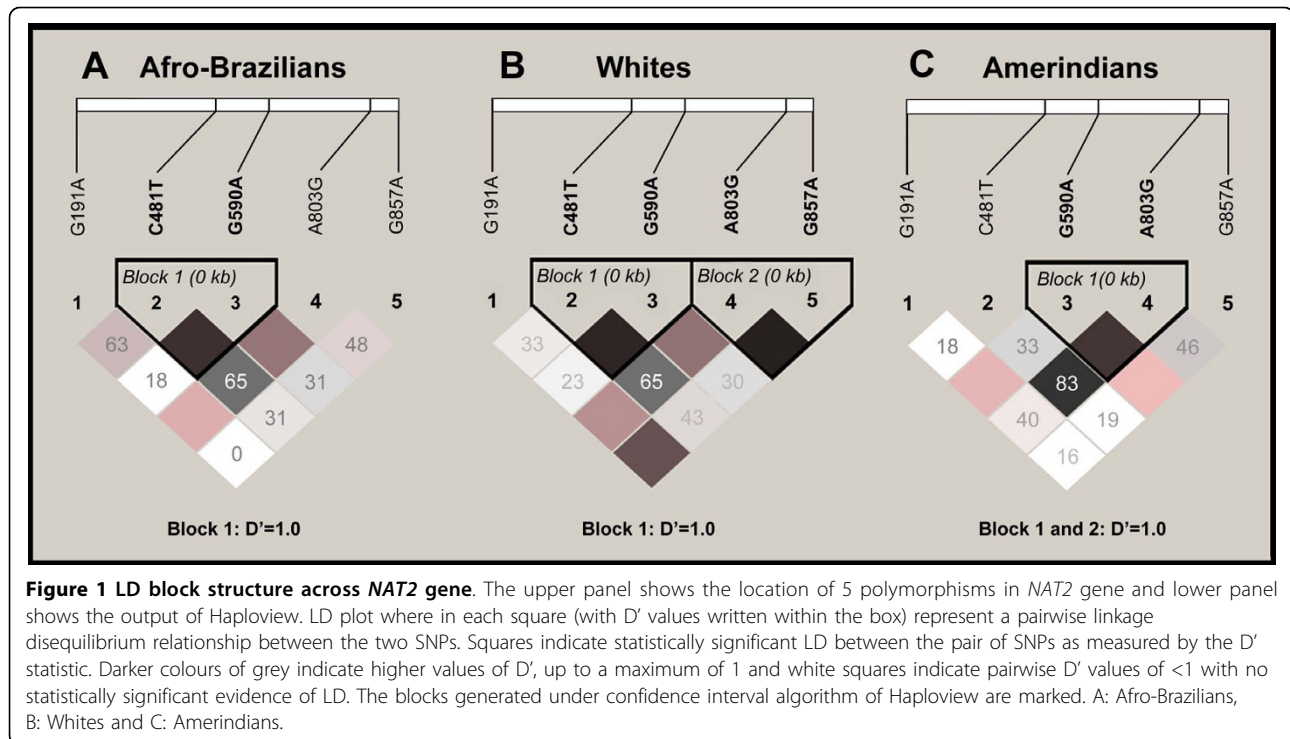 A Afro-Brazilians
G191A
C481T
G590A
A803G
G857A
Block 1 (0 kb)
1 2 3 4 5
63 48
18 65 31
31
0
Block 1: D'=1.0
B Whites
G191A
C481T
G590A
A803G
G857A
Block 1 (0 kb) Block 2 (0 kb)
1 2 3 4 5
33
23 65 30
43
Block 1: D'=1.0
C Amerindians
G191A
C481T
G590A
A803G
G857A
Block 1(0 kb)
1 2 3 4 5
18 33 46
83
40 19
16
Block 1 and 2: D'=1.0
Figure 1 LD block structure across NAT2 gene. The upper panel shows the location of 5 polymorphisms in NAT2 gene and lower panel
shows the output of Haploview. LD plot where in each square (with D' values written within the box) represent a pairwise linkage
disequilibrium relationship between the two SNPs. Squares indicate statistically significant LD between the pair of SNPs as measured by the D'
statistic. Darker colours of grey indicate higher values of D', up to a maximum of 1 and white squares indicate pairwise D' values of <1 with no
statistically significant evidence of LD. The blocks generated under confidence interval algorithm of Haploview are marked. A: Afro-Brazilians,
B: Whites and C: Amerindians.